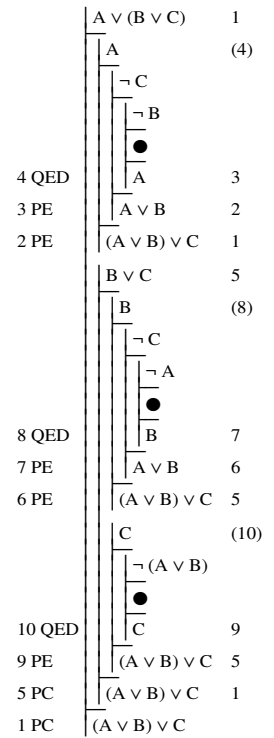 A ∨ (B ∨ C) 1
A (4)
¬ C
¬ B
●
4 QED A 3
3 PE A ∨ B 2
2 PE (A ∨ B) ∨ C 1
B ∨ C 5
B (8)
¬ C
¬ A
●
8 QED B 7
7 PE A ∨ B 6
6 PE (A ∨ B) ∨ C 5
C (10)
¬ (A ∨ B)
●
10 QED C 9
9 PE (A ∨ B) ∨ C 5
5 PC (A ∨ B) ∨ C 1
1 PC (A ∨ B) ∨ C